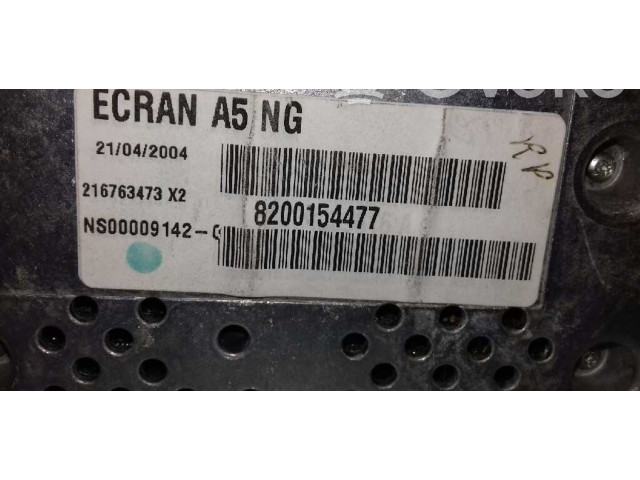 ECRAN A5 NG
21/04/2004
216763473 X2
8200154477
NS00009142-